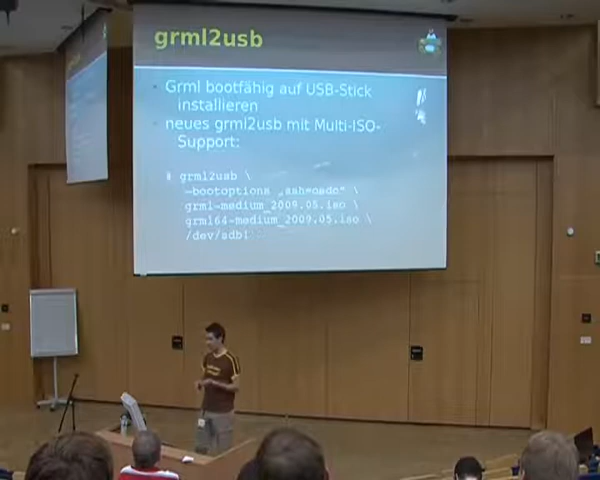 grml2usb
Grml bootfähig auf USB-Stick
installieren
neues grml2usb mit Multi-ISO-
Support:
# grml2usb \
-bootoptions „ssh=osdc" \
grml-medium_2009.05.iso \
grml64-medium_2009.05.iso \
/dev/sdb1